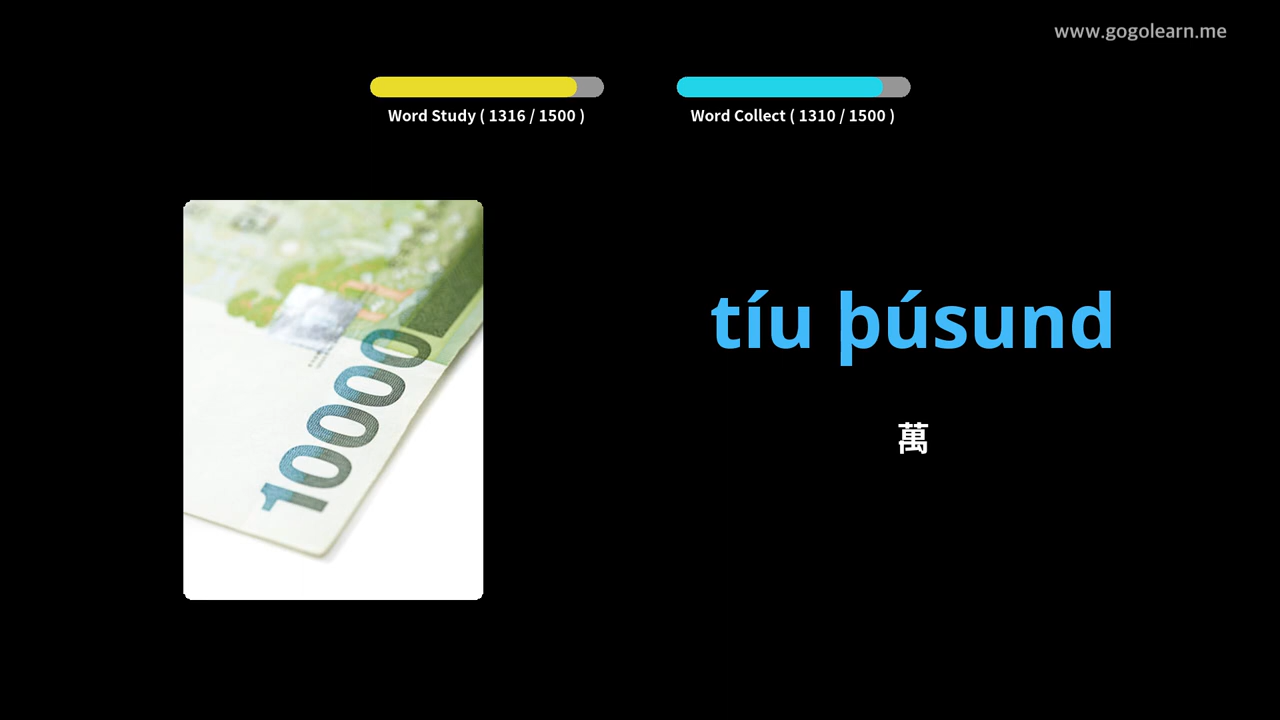 www.gogolearn.me
Word Study ( 1316 / 1500 )
Word Collect ( 1310 / 1500 )
10000
tíu þúsund
萬